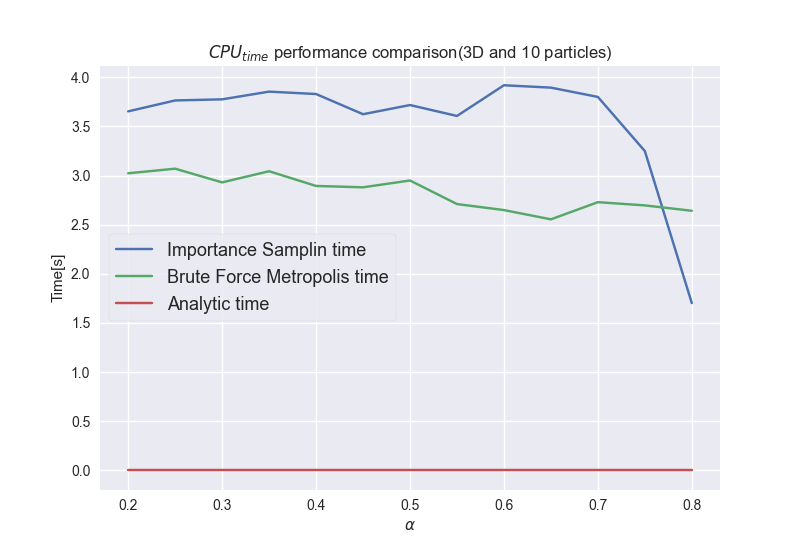 CPU_time performance comparison(3D and 10 particles)
4.0
3.5
3.0
2.5
2.0
1.5
1.0
0.5
0.0
Time[s]
Importance Samplin time
Brute Force Metropolis time
Analytic time
0.2 0.3 0.4 0.5 0.6 0.7 0.8
α